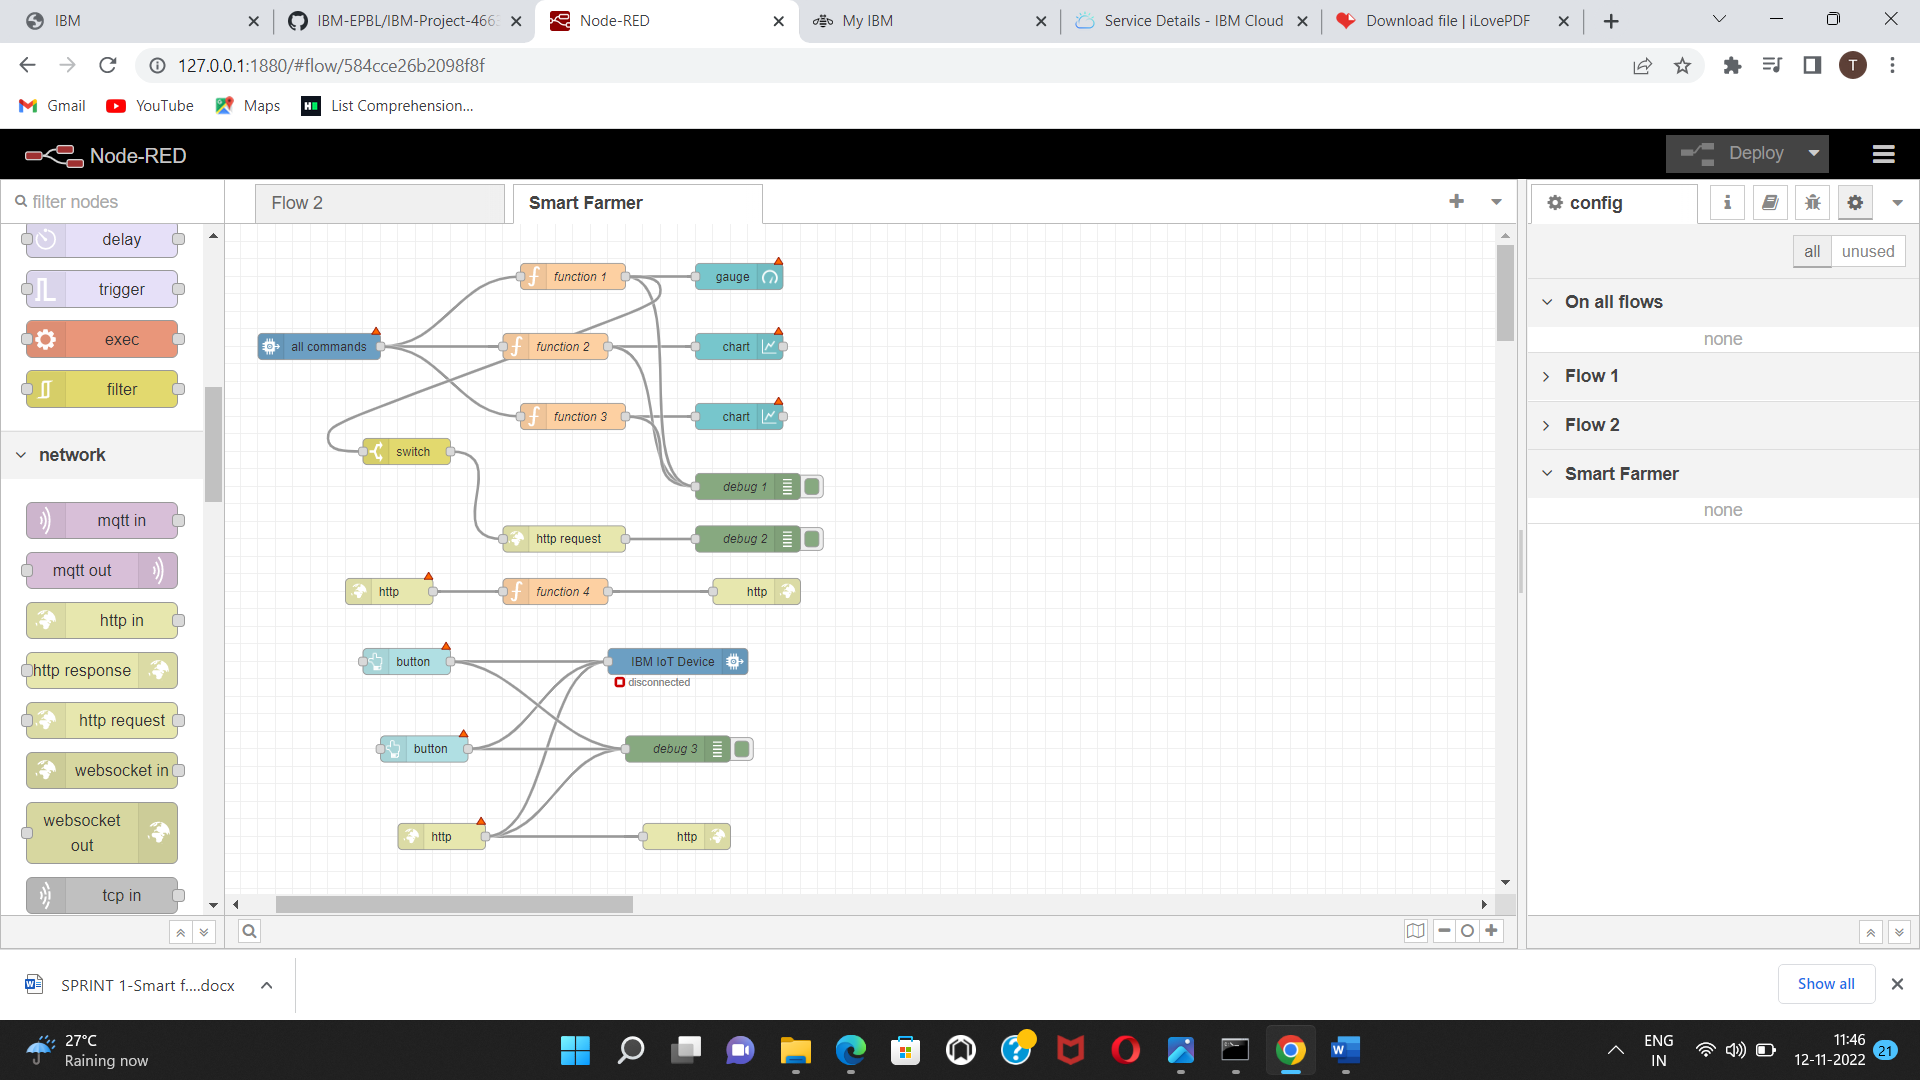 IBM
IBM-EPBL/IBM-Project-466
Node-RED
My IBM
Service Details - IBM Cloud
Download file | iLovePDF
127.0.0.1:1880/#flow/584cce26b2098f8f
T
Gmail
YouTube
Maps
List Comprehension...
Node-RED
Deploy
filter nodes
Flow 2
Smart Farmer
config
delay
trigger
exec
filter
network
mqtt in
mqtt out
http in
http response
http request
websocket in
websocket
out
tcp in
function 1
gauge
all commands
function 2
chart
function 3
chart
switch
debug 1
http request
debug 2
http
function 4
http
button
IBM IoT Device
disconnected
button
debug 3
http
http
all
unused
On all flows
none
Flow 1
Flow 2
Smart Farmer
none
SPRINT 1-Smart f....docx
Show all
27°C
Raining now
ENG
IN
11:46
12-11-2022
21